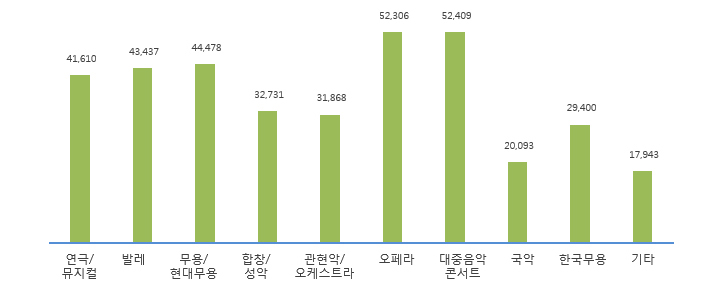 41,610
43,437
44,478
32,731
31,868
52,306
52,409
20,093
29,400
17,943
연극/
뮤지컬
발레
무용/
현대무용
합창/
성악
관현악/
오케스트라
오페라
대중음악
콘서트
국악
한국무용
기타